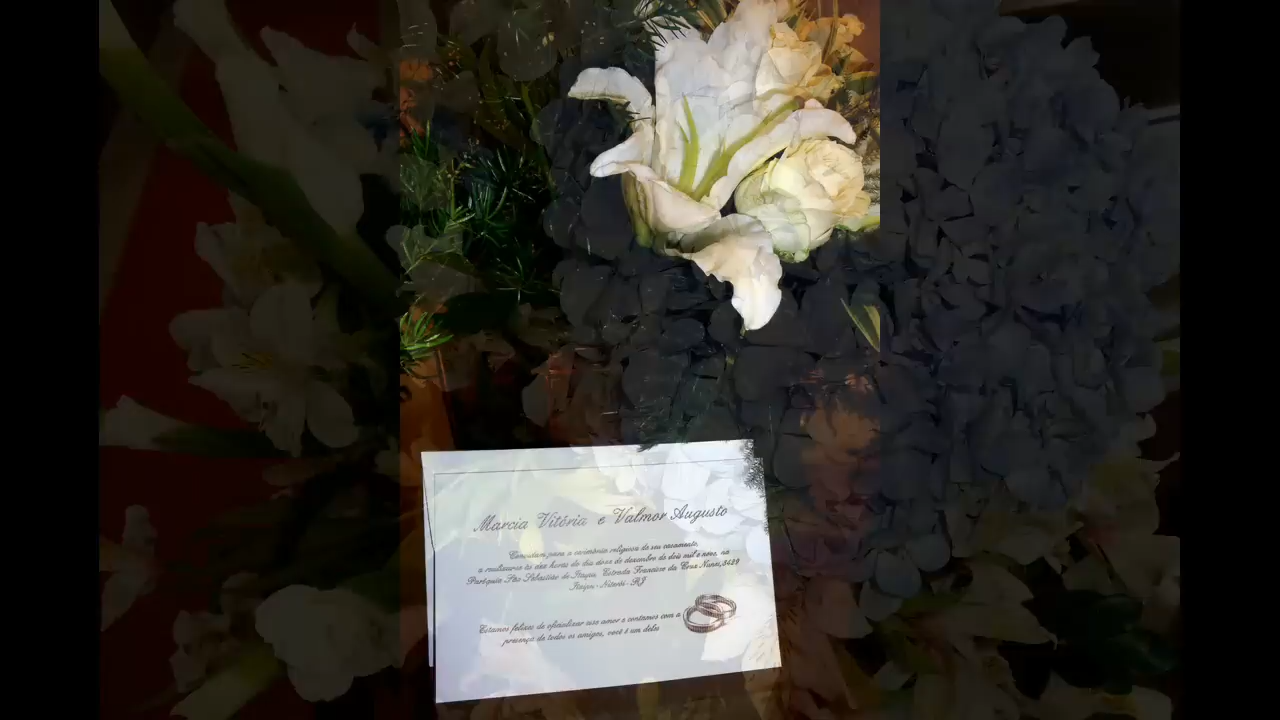 Marcia Vitória e Valmor Augusto
Convidam para a cerimônia religiosa do seu casamento,
a realizar-se às dez horas do dia doze de dezembro de dois mil e nove, na
Paróquia São Sebastião de Itaipu, Estrada Francisco da Cruz Nunes,
Itaipu - Niterói - RJ
Estamos felizes de oficializar esse amor e contamos com a
presença de todos os amigos, você é um deles